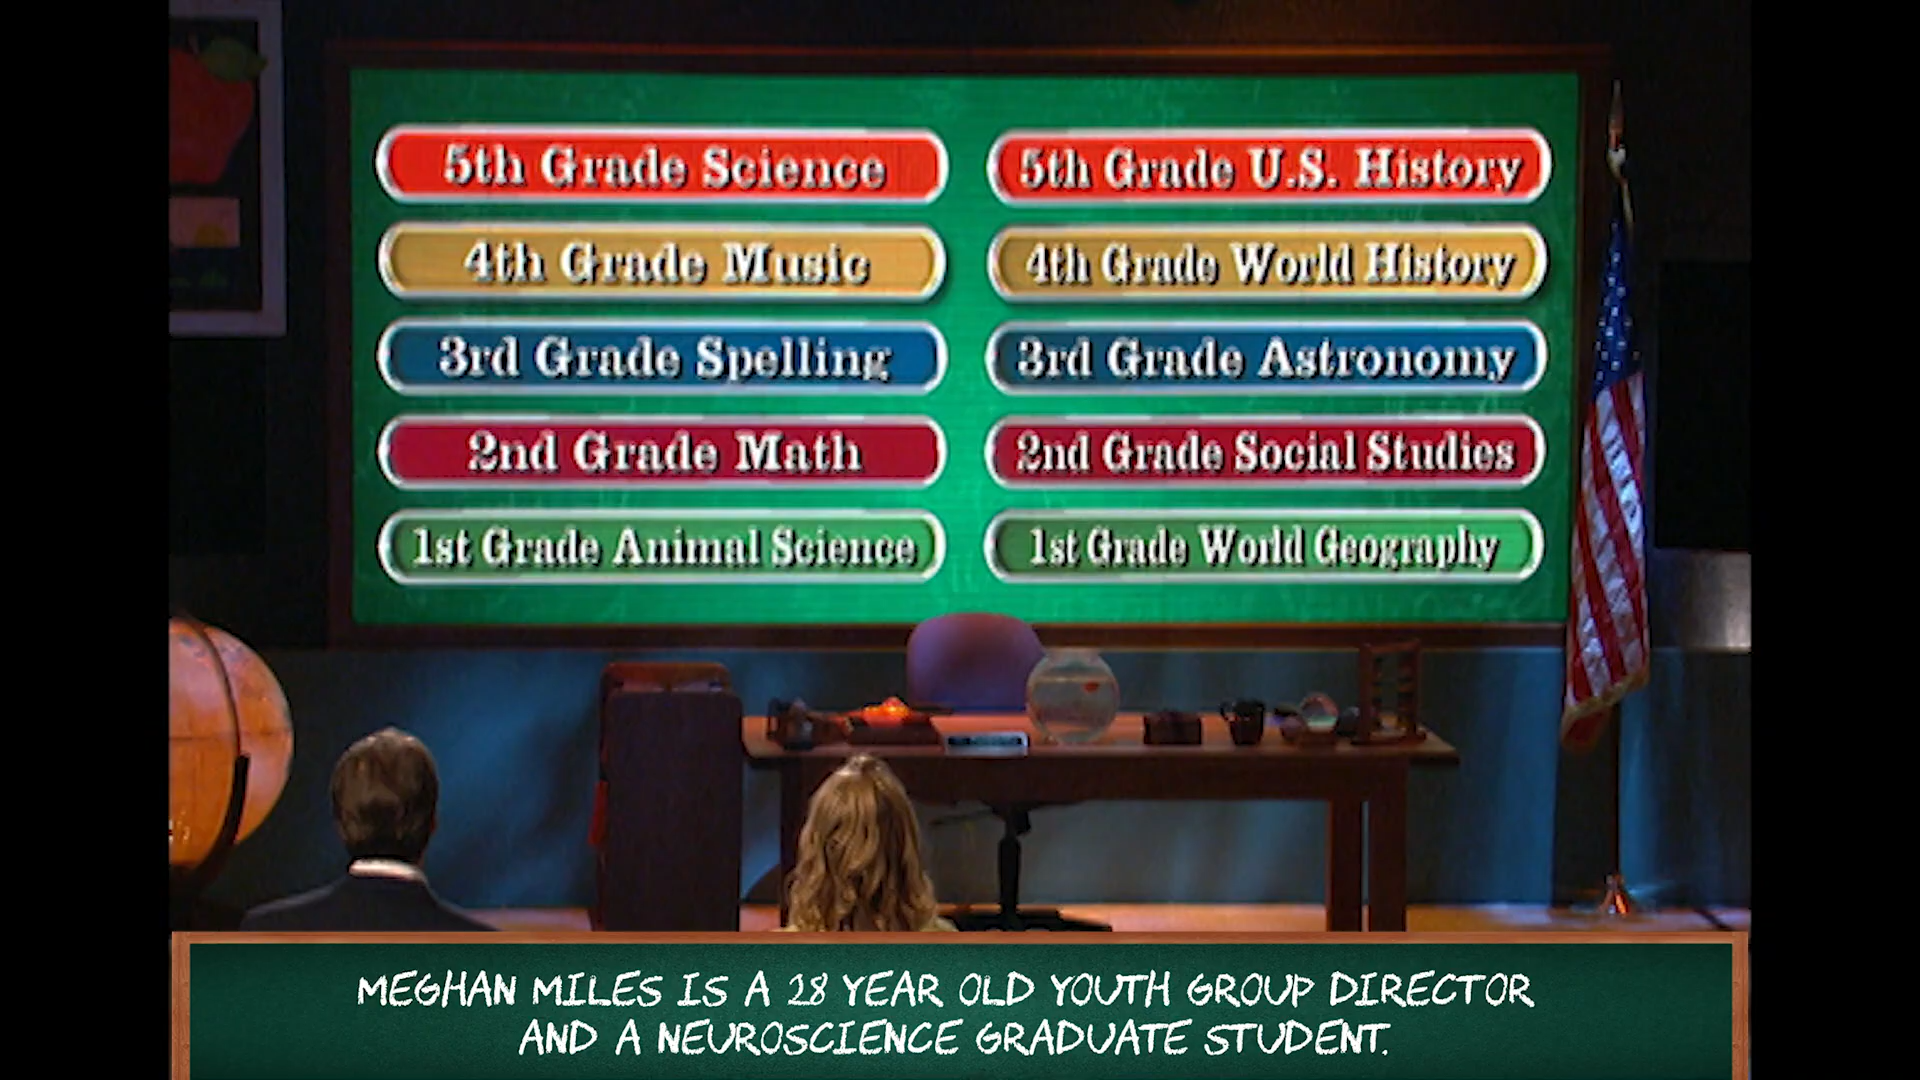 5th Grade Science
5th Grade U.S. History
4th Grade Music
4th Grade World History
3rd Grade Spelling
3rd Grade Astronomy
2nd Grade Math
2nd Grade Social Studies
1st Grade Animal Science
1st Grade World Geography
MEGHAN MILES IS A 28 YEAR OLD YOUTH GROUP DIRECTOR
AND A NEUROSCIENCE GRADUATE STUDENT.